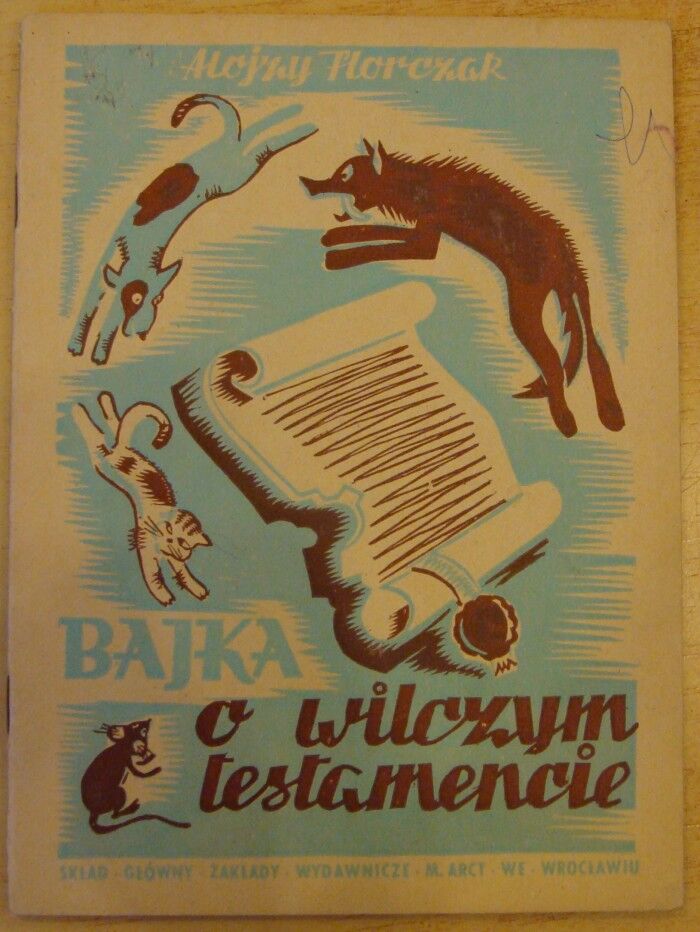 Alojzy Florczak
BAJKA
o wilczym
testamencie
SKŁAD · GŁÓWNY · ZAKŁADY · WYDAWNICZE · M. ARCT · WE · WROCŁAWIU